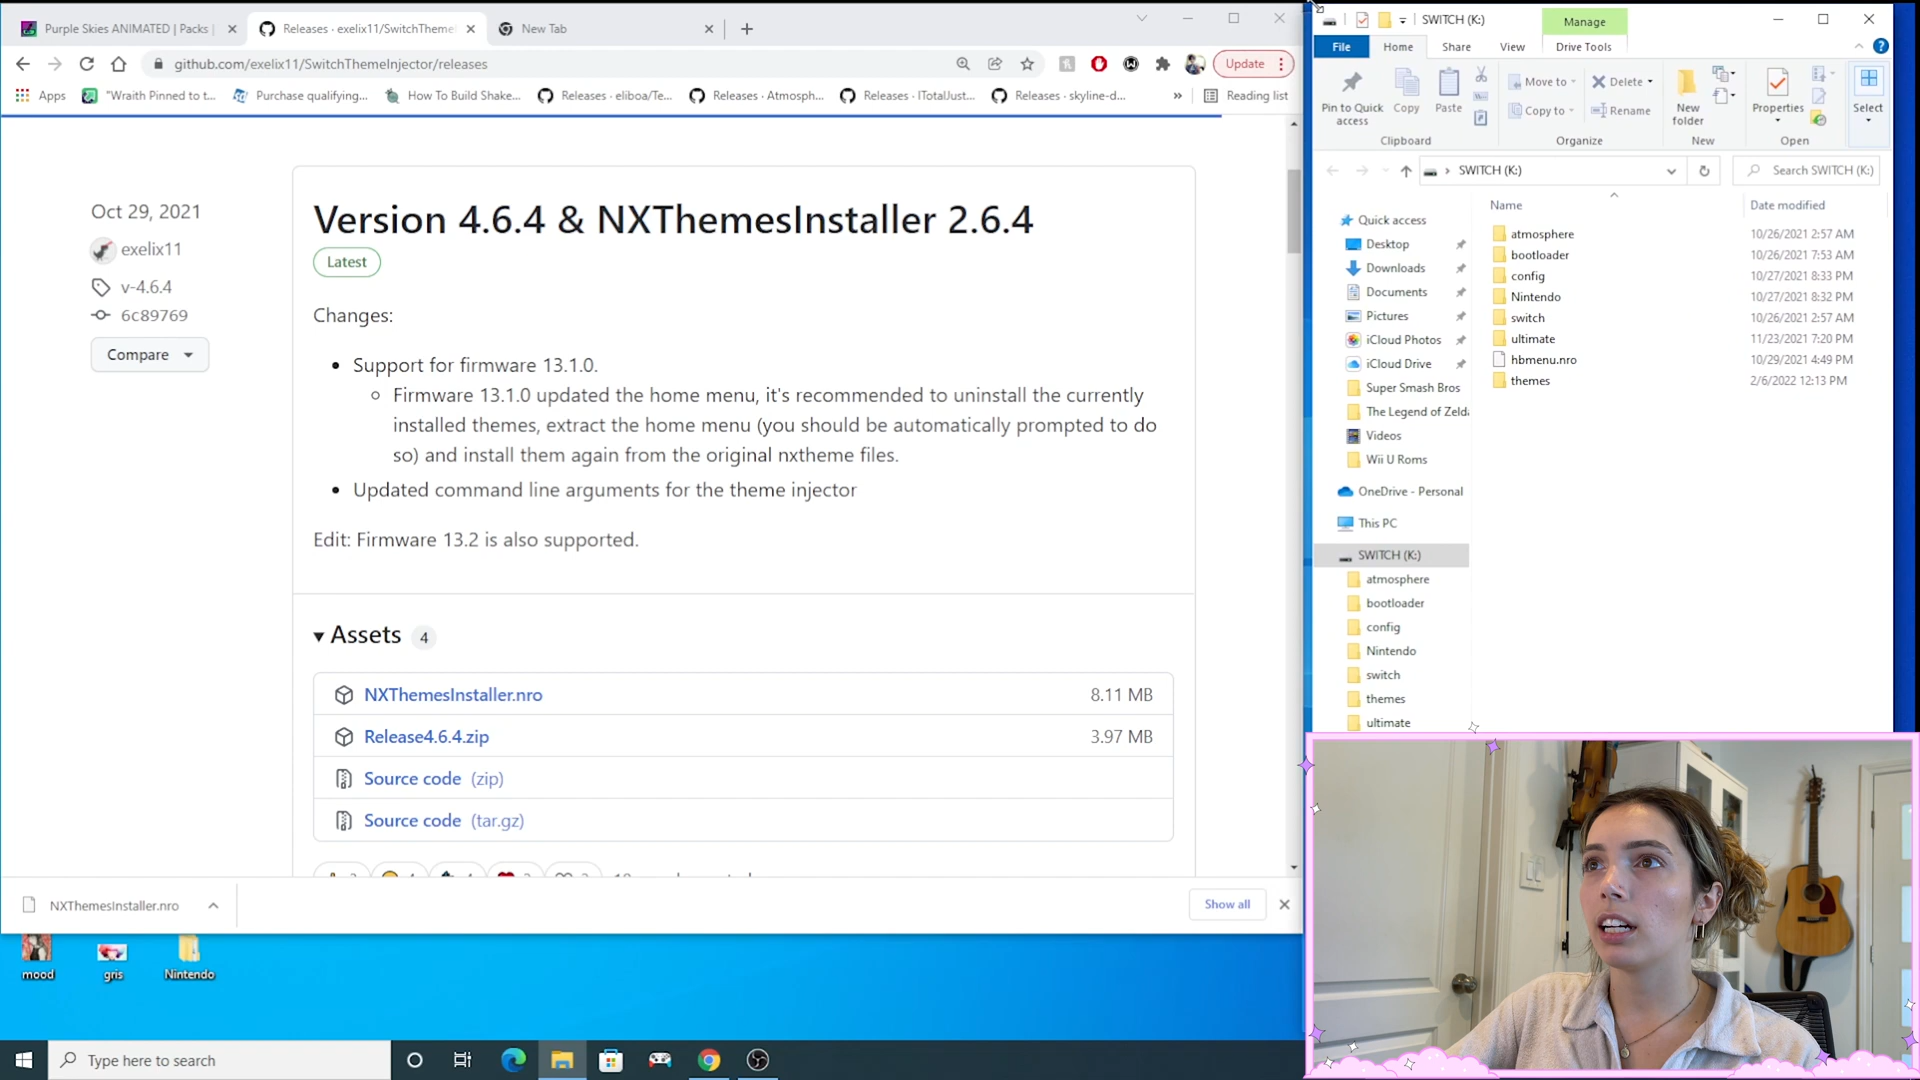 Purple Skies ANIMATED | Packs |
Releases · exelix11/SwitchTheme
New Tab
github.com/exelix11/SwitchThemeInjector/releases
Update
Apps
"Wraith Pinned to t...
Purchase qualifying...
How To Build Shake...
Releases · eliboa/Te...
Releases · Atmosph...
Releases · ITotalJust...
Releases · skyline-d...
»
Reading list
Oct 29, 2021
exelix11
v-4.6.4
6c89769
Compare
Version 4.6.4 & NXThemesInstaller 2.6.4
Latest
Changes:
Support for firmware 13.1.0.
Firmware 13.1.0 updated the home menu, it's recommended to uninstall the currently
installed themes, extract the home menu (you should be automatically prompted to do
so) and install them again from the original nxtheme files.
Updated command line arguments for the theme injector
Edit: Firmware 13.2 is also supported.
Assets 4
NXThemesInstaller.nro 8.11 MB
Release4.6.4.zip 3.97 MB
Source code (zip)
Source code (tar.gz)
NXThemesInstaller.nro
Show all
mood
gris
Nintendo
Type here to search
SWITCH (K:)
Manage
File
Home
Share
View
Drive Tools
Pin to Quick
access
Copy
Paste
Move to
Copy to
Delete
Rename
New
folder
Properties
Select
Clipboard
Organize
New
Open
SWITCH (K:)
Search SWITCH (K:)
Name Date modified
atmosphere 10/26/2021 2:57 AM
bootloader 10/26/2021 7:53 AM
config 10/27/2021 8:33 PM
Nintendo 10/27/2021 8:32 PM
switch 10/26/2021 2:57 AM
ultimate 11/23/2021 7:20 PM
hbmenu.nro 10/29/2021 4:49 PM
themes 2/6/2022 12:13 PM
Quick access
Desktop
Downloads
Documents
Pictures
iCloud Photos
iCloud Drive
Super Smash Bros
The Legend of Zeld
Videos
Wii U Roms
OneDrive - Personal
This PC
SWITCH (K:)
atmosphere
bootloader
config
Nintendo
switch
themes
ultimate